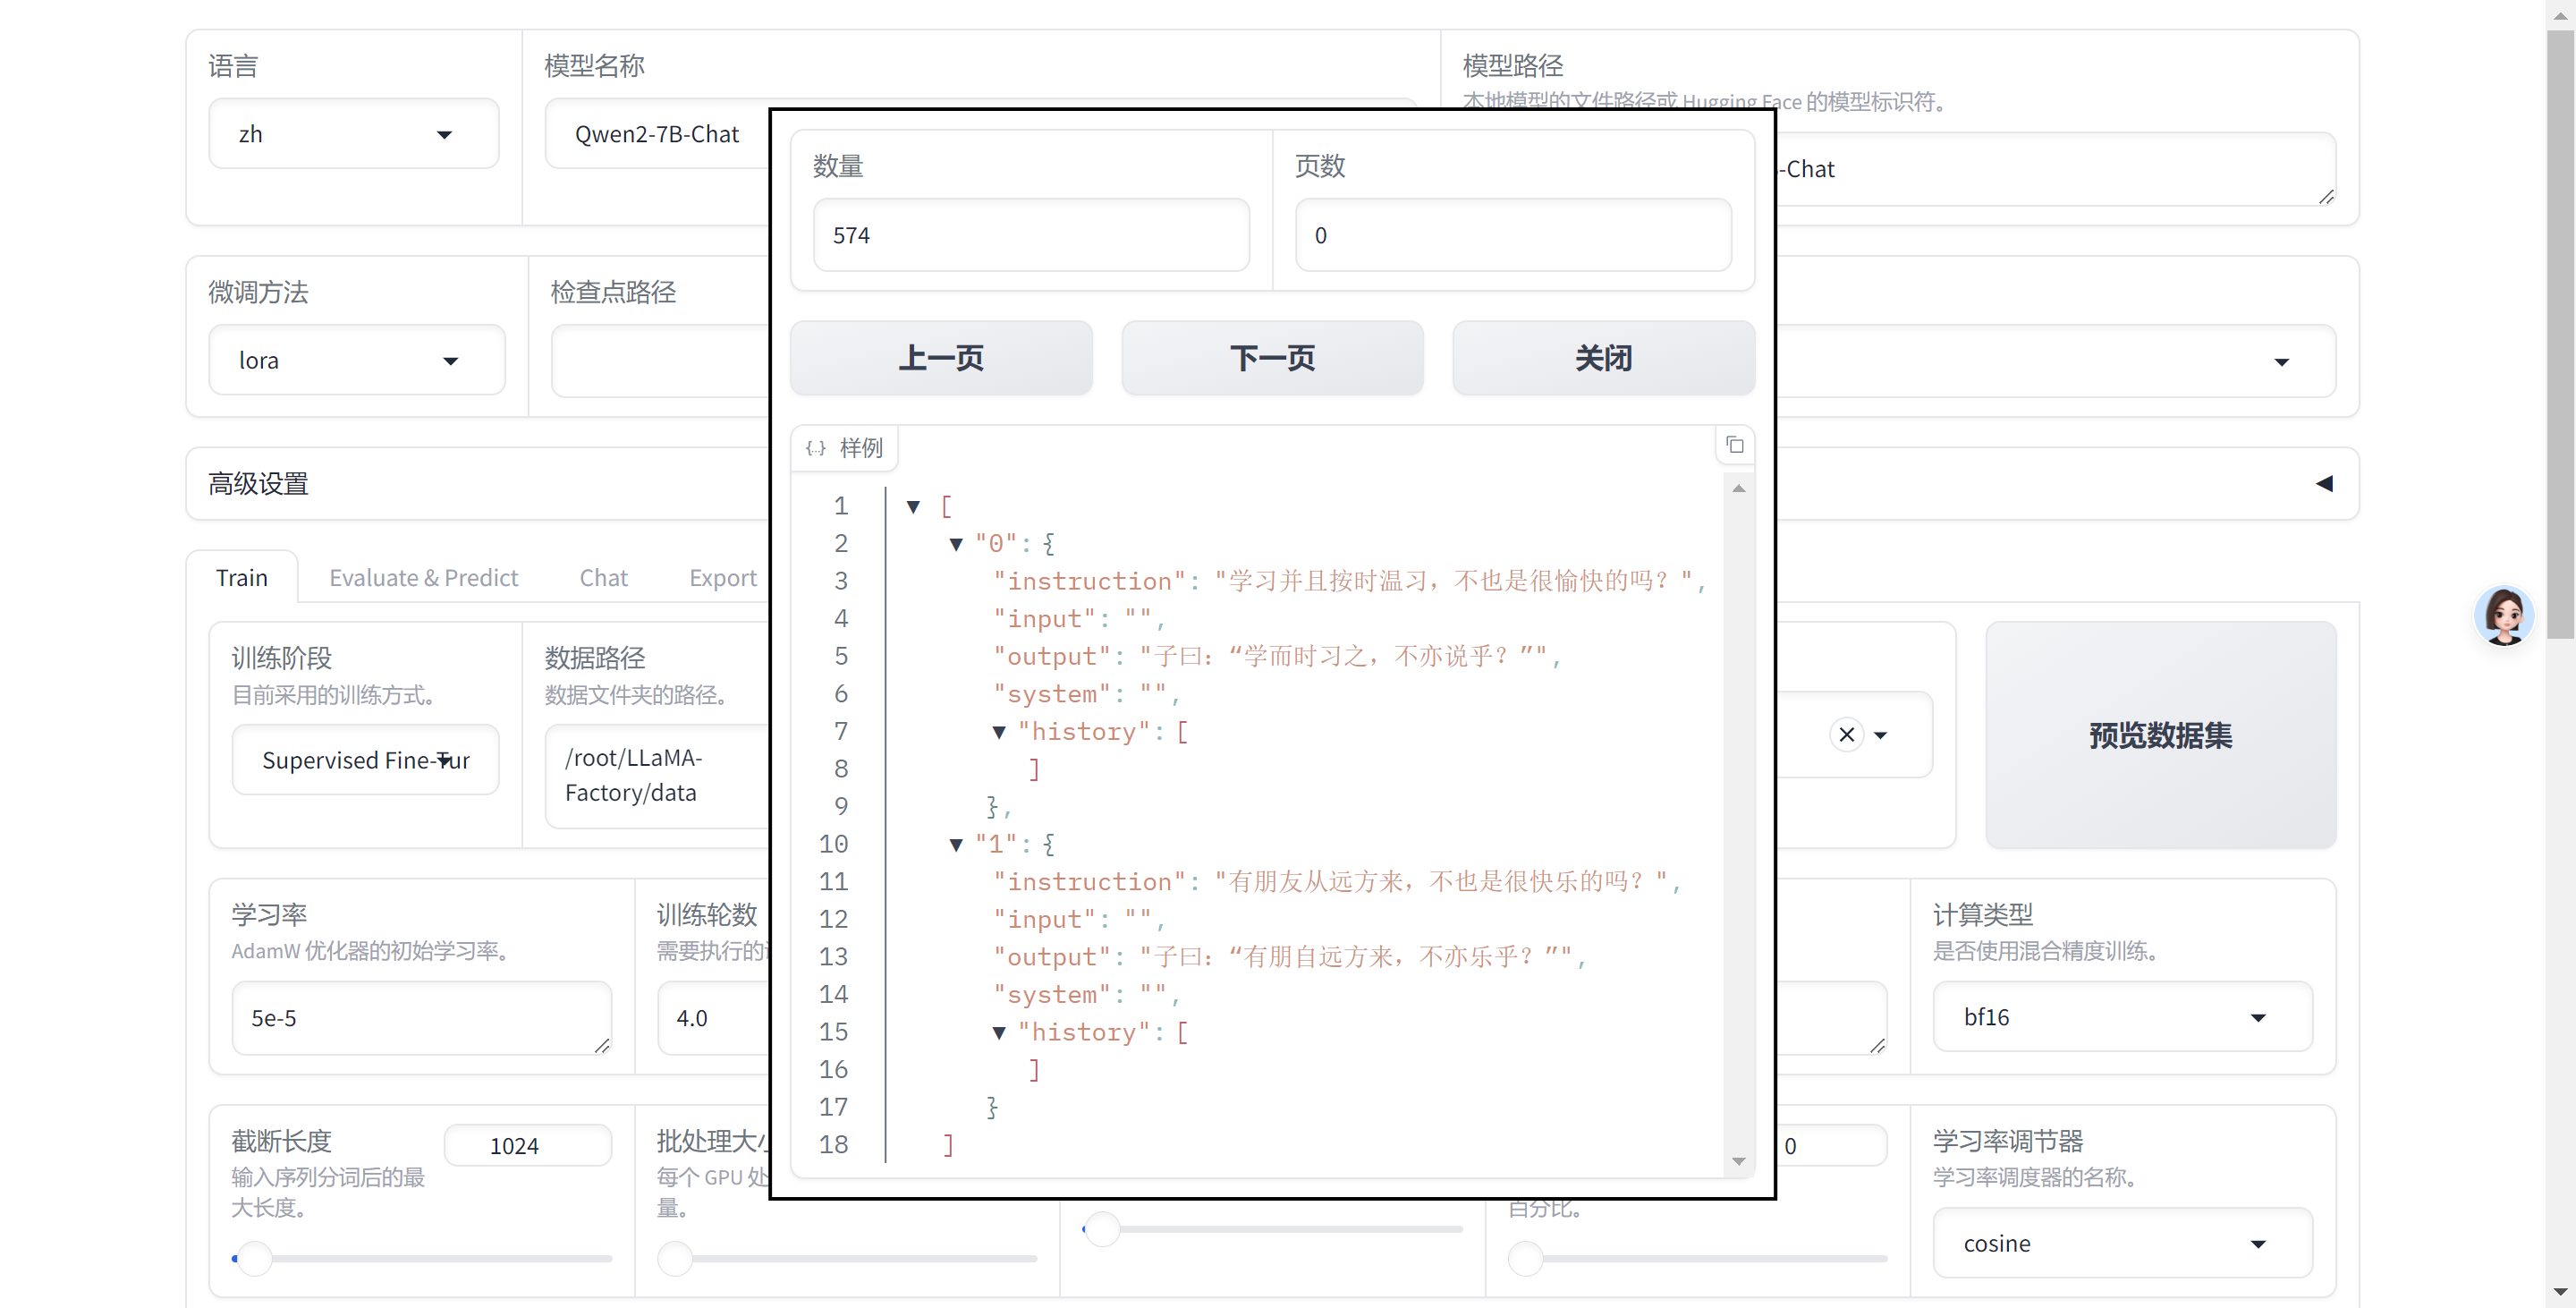 语言
zh
模型名称
Qwen2-7B-Chat
模型路径
本地模型的文件路径或 Hugging Face 的模型标识符。
-Chat
微调方法
lora
检查点路径
高级设置
数量
574
页数
0
上一页
下一页
关闭
{..} 样例
1 ▼ [
2 ▼ "0": {
3 "instruction": "学习并且按时温习，不也是很愉快的吗？",
4 "input": "",
5 "output": "子曰：“学而时习之，不亦说乎？”",
6 "system": "",
7 ▼ "history": [
8 ]
9 },
10 ▼ "1": {
11 "instruction": "有朋友从远方来，不也是很快乐的吗？",
12 "input": "",
13 "output": "子曰：“有朋自远方来，不亦乐乎？”",
14 "system": "",
15 ▼ "history": [
16 ]
17 }
18 ]
Train
Evaluate & Predict
Chat
Export
训练阶段
目前采用的训练方式。
Supervised Fine-Tur
数据路径
数据文件夹的路径。
/root/LLaMA-
Factory/data
预览数据集
学习率
AdamW 优化器的初始学习率。
5e-5
训练轮数
需要执行的
4.0
计算类型
是否使用混合精度训练。
bf16
截断长度
1024
输入序列分词后的最
大长度。
批处理大
每个 GPU 处
量。
0
百分比。
学习率调节器
学习率调度器的名称。
cosine